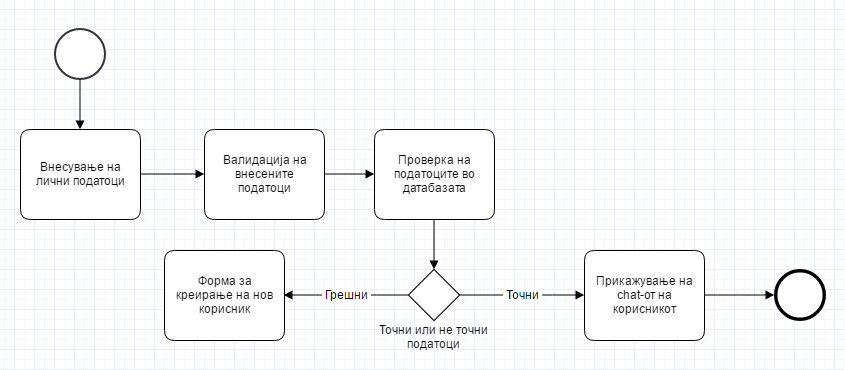 Внесување на
лични податоци
Валидација на
внесените
податоци
Проверка на
податоците во
датабазата
Форма за
креирање на нов
корисник
Грешни
Точни
Точни или не точни
податоци
Прикажување на
chat-от на
корисникот